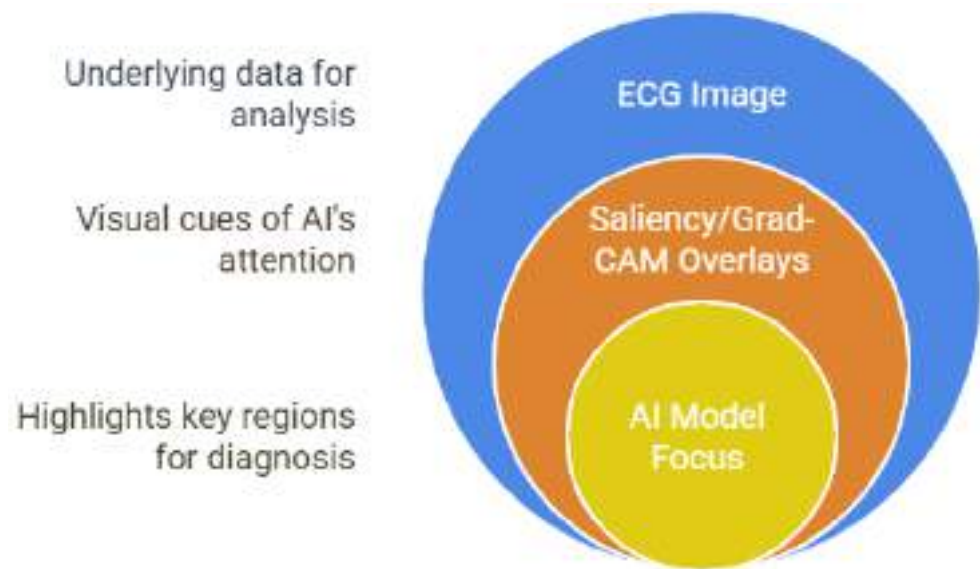 Underlying data for
analysis
ECG Image
Visual cues of AI's
attention
Saliency/Grad-
CAM Overlays
Highlights key regions
for diagnosis
AI Model
Focus